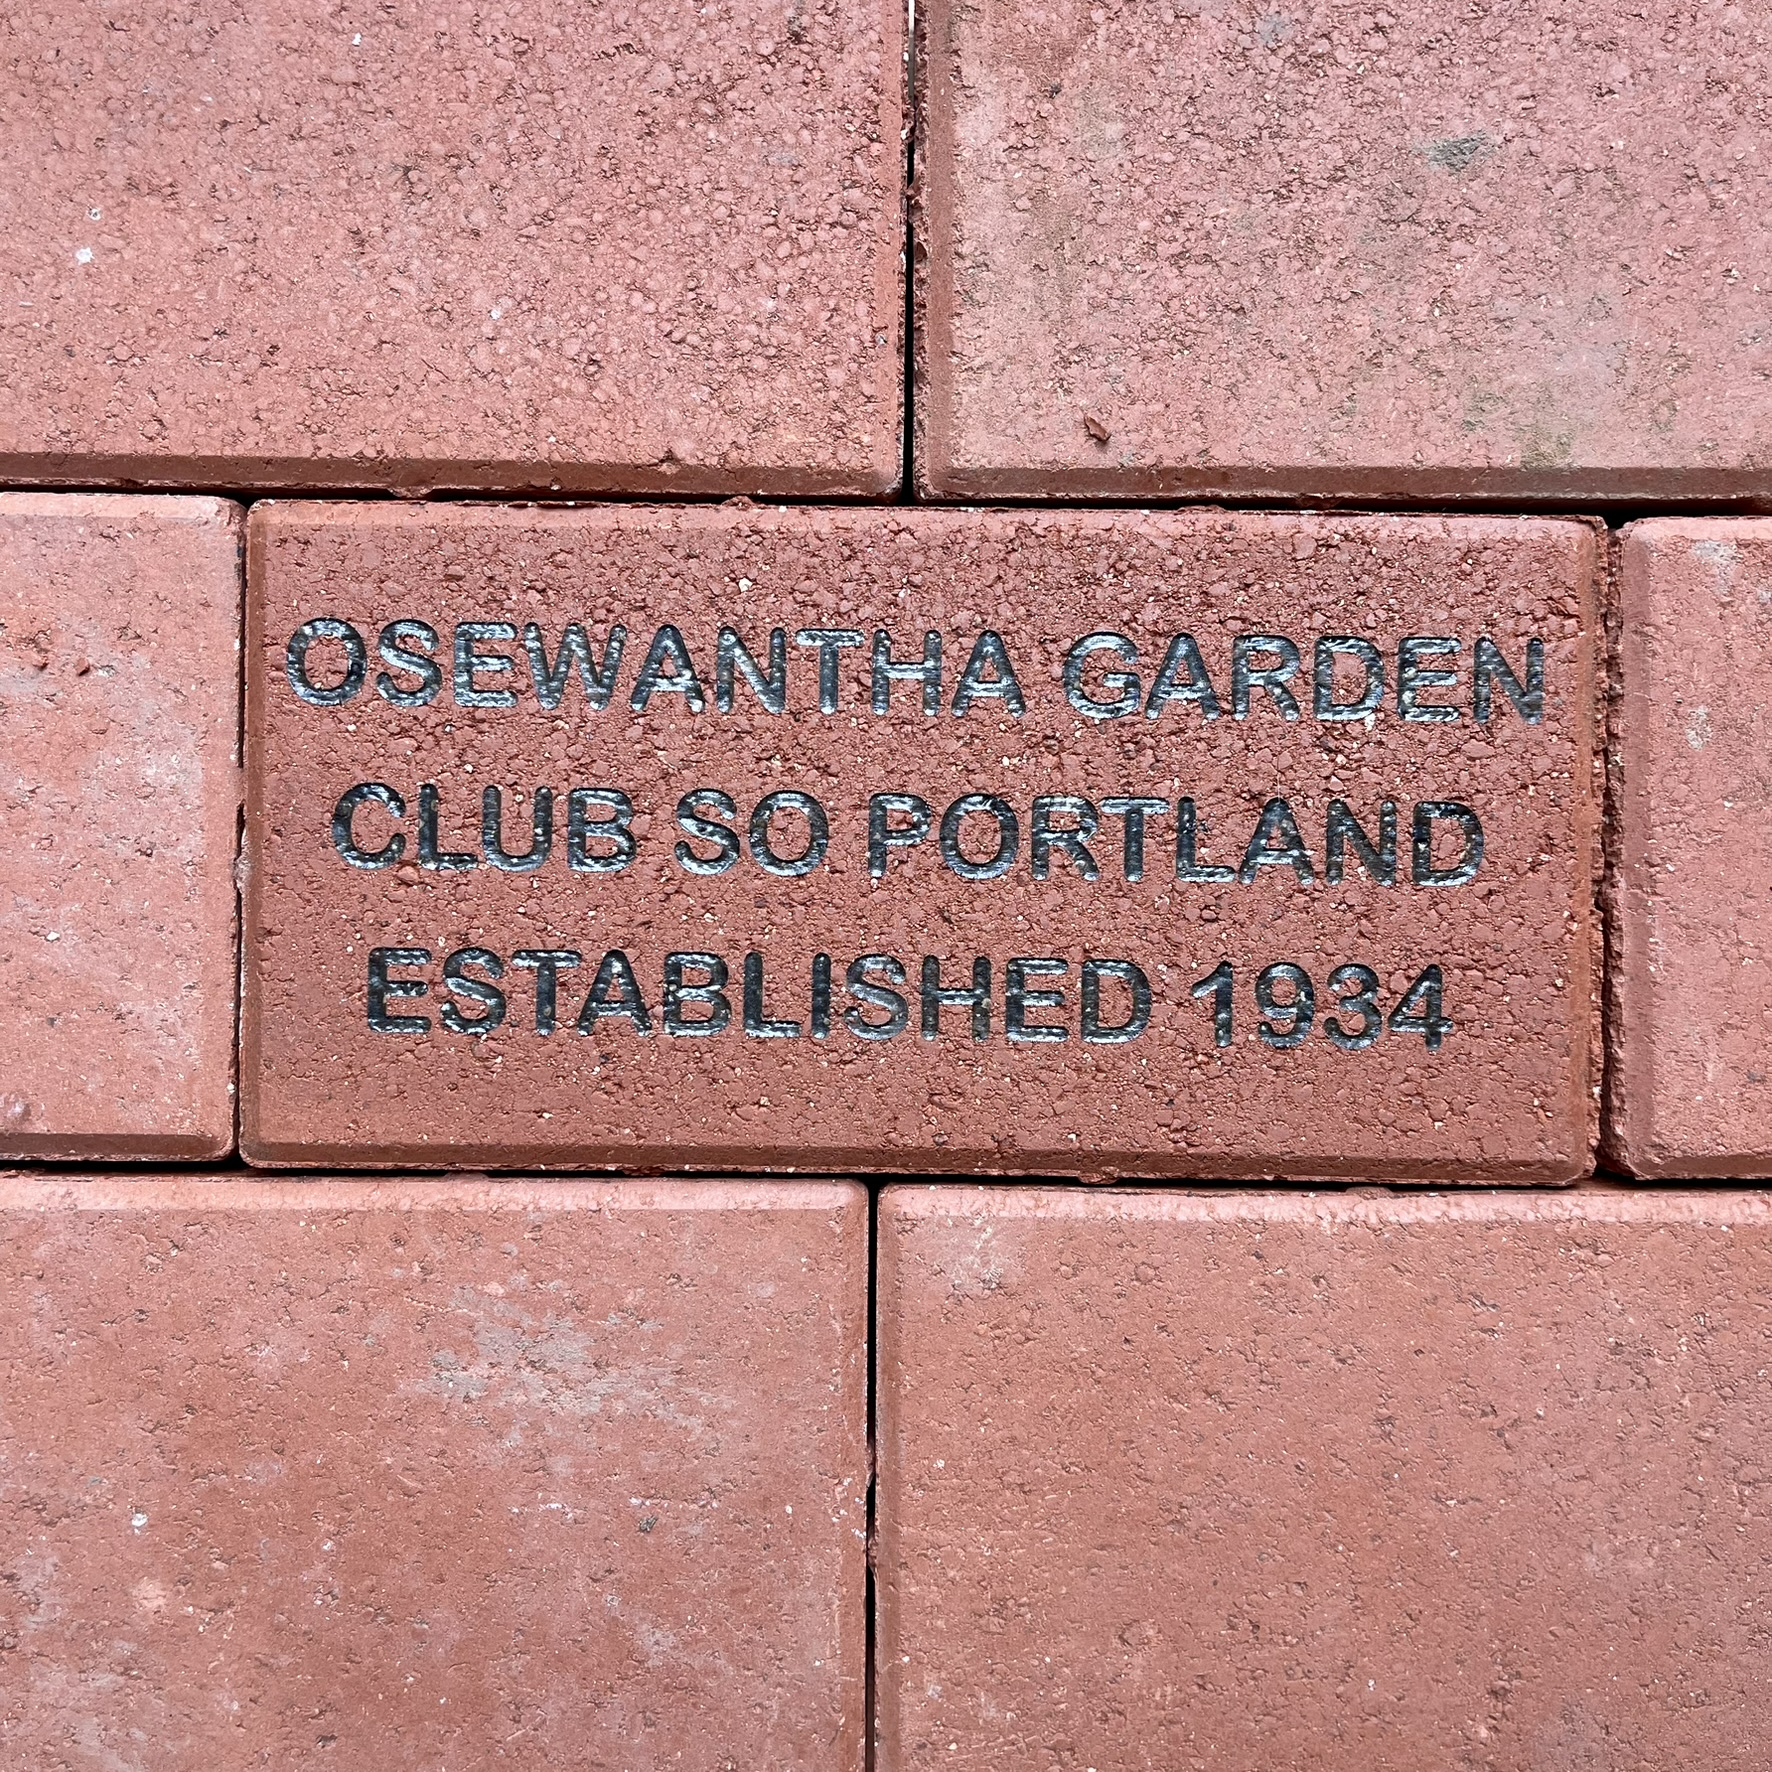 OSEWANTHA GARDEN
CLUB SO PORTLAND
ESTABLISHED 1934